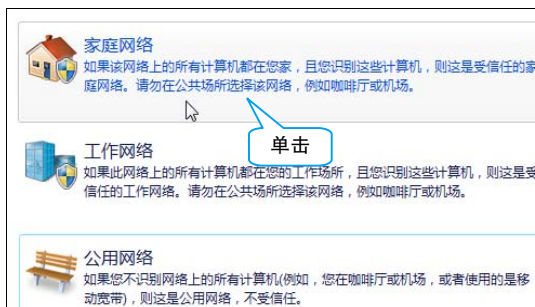 家庭网络
如果该网络上的所有计算机都在您家，且您识别这些计算机，则这是受信任的家
庭网络。请勿在公共场所选择该网络，例如咖啡厅或机场。
单击
工作网络
如果此网络上的所有计算机都在您的工作场所，且您识别这些计算机，则这是受
信任的工作网络。请勿在公共场所选择该网络，例如咖啡厅或机场。
公用网络
如果您不识别网络上的所有计算机(例如，您在咖啡厅或机场，或者使用的是移
动宽带)，则这是公用网络，不受信任。